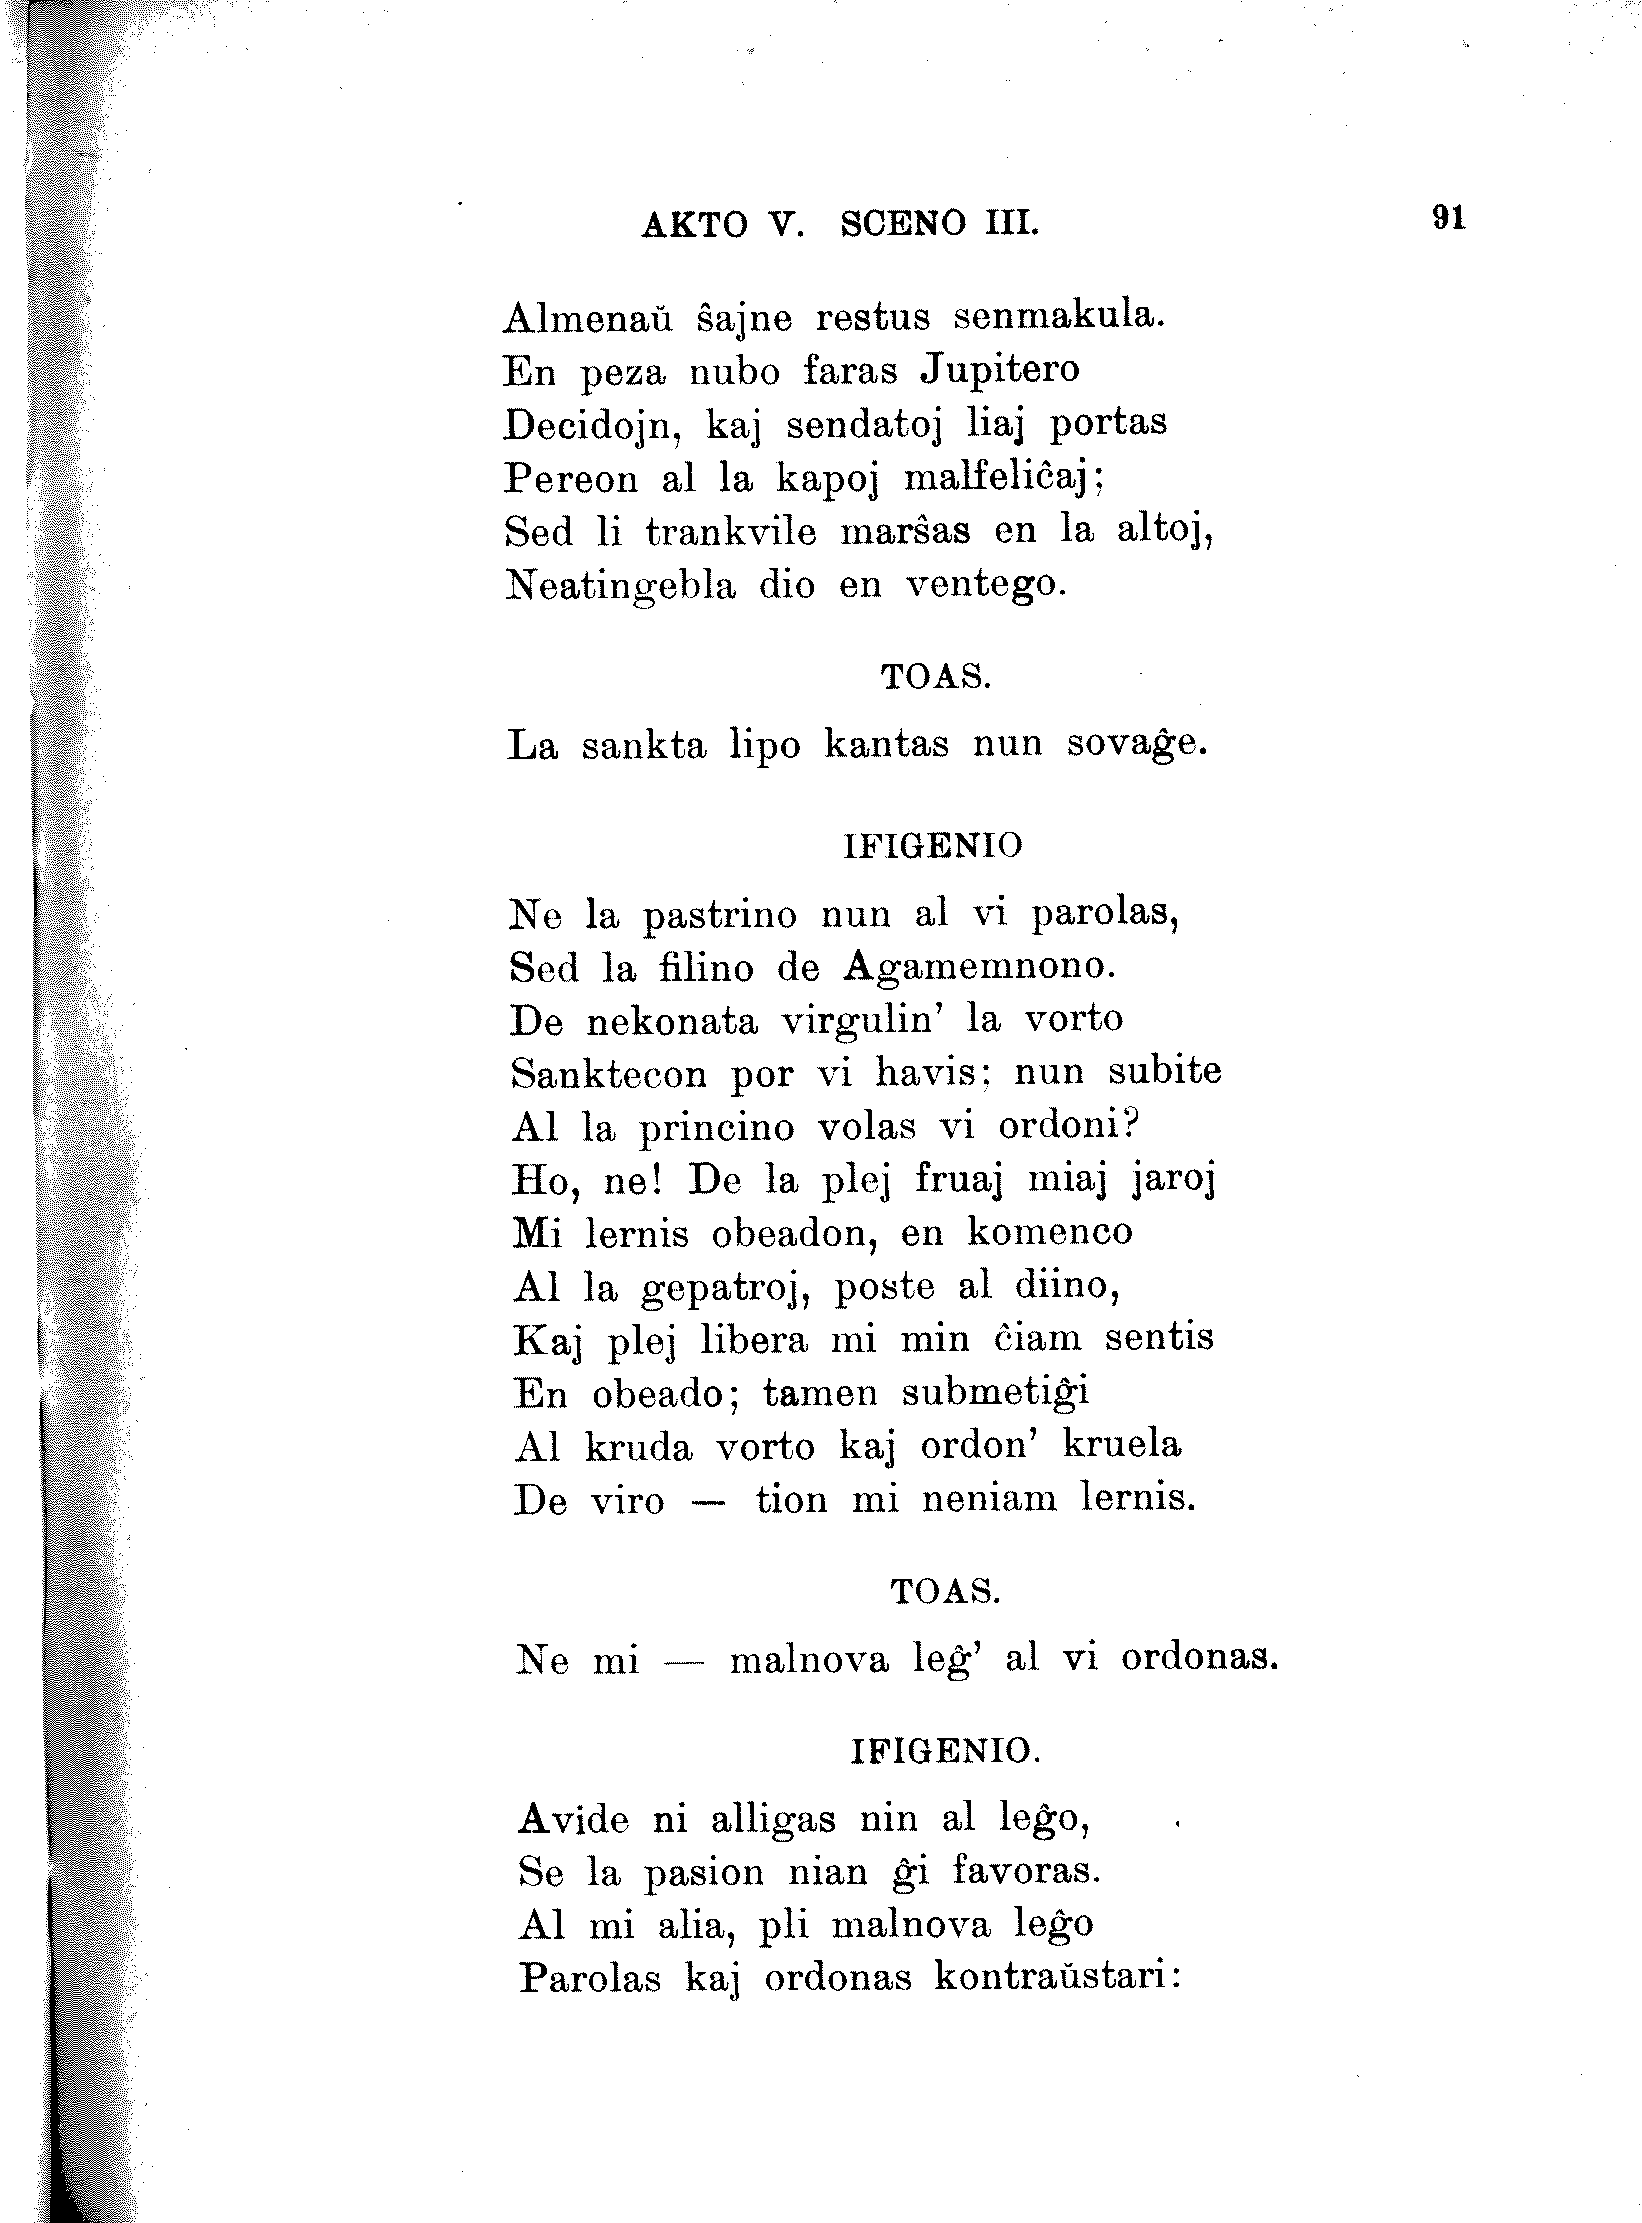 AKTO V. SCENO III. 91
Almenaŭ ŝajne restus senmakula.
En peza nubo faras Jupitero
Decidojn, kaj sendatoj liaj portas
Pereon al la kapoj malfeliĉaj;
Sed li trankvile marŝas en la altoj,
Neatingebla dio en ventego.
TOAS.
La sankta lipo kantas nun sovaĝe.
IFIGENIO
Ne la pastrino nun al vi parolas,
Sed la filino de Agamemnono.
De nekonata virgulin’ la vorto
Sanktecon por vi havis; nun subite
Al la princino volas vi ordoni?
Ho, ne! De la plej fruaj miaj jaroj
Mi lernis obeadon, en komenco
Al la gepatroj, poste al diino,
Kaj plej libera mi min ĉiam sentis
En obeado; tamen submetiĝi
Al kruda vorto kaj ordon’ kruela
De viro — tion mi neniam lernis.
TOAS.
Ne mi — malnova leĝ’ al vi ordonas.
IFIGENIO.
Avide ni alligas nin al leĝo,
Se la pasion nian ĝi favoras.
Al mi alia, pli malnova leĝo
Parolas kaj ordonas kontraŭstari: